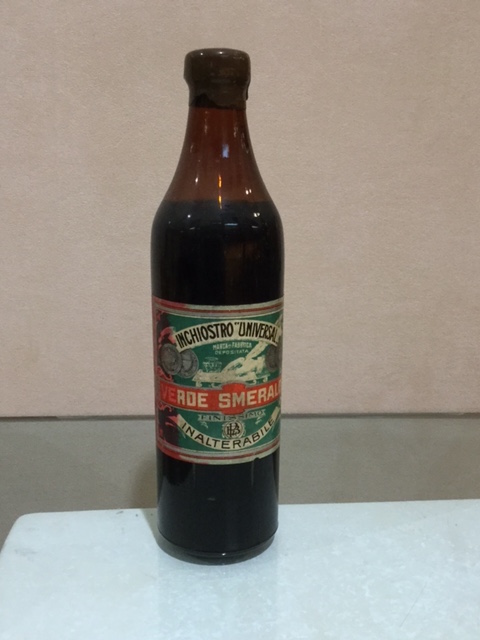 INCHIOSTRO "UNIVERSAL
MARCA DI FABBRICA
DEPOSITATA
VERDE SMERAL
INALTERABILE